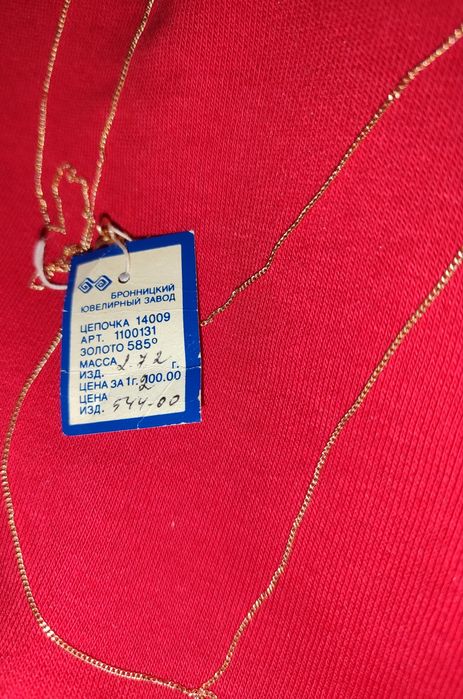 БРОННИЦКИЙ
ЮВЕЛИРНЫЙ ЗАВОД
ЦЕПОЧКА 14009
АРТ. 1100131
ЗОЛОТО 585°
МАССА
ИЗД. 2.72 г.
ЦЕНА ЗА 1г. 200.00
ЦЕНА
ИЗД. 544-00